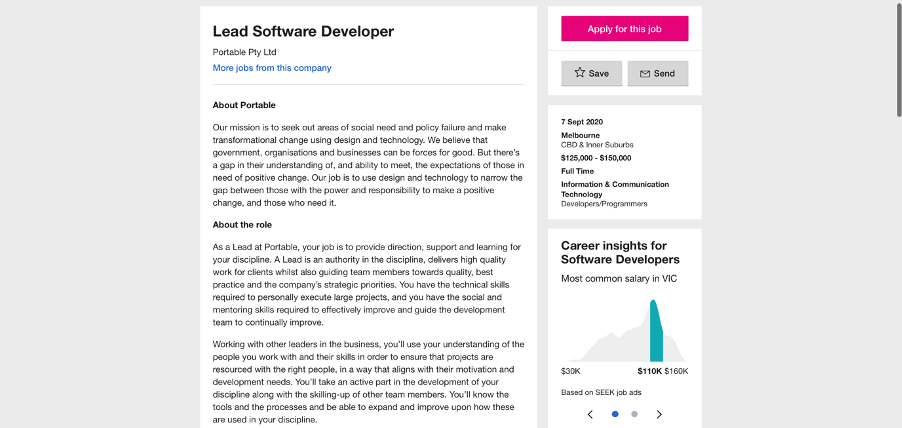 Lead Software Developer
Portable Pty Ltd
More jobs from this company
About Portable
Our mission is to seek out areas of social need and policy failure and make
transformational change using design and technology. We believe that
government, organisations and businesses can be forces for good. But there's
a gap in their understanding of, and ability to meet, the expectations of those in
need of positive change. Our job is to use design and technology to narrow the
gap between those with the power and responsibility to make a positive
change, and those who need it.
About the role
As a Lead at Portable, your job is to provide direction, support and learning for
your discipline. A Lead is an authority in the discipline, delivers high quality
work for clients whilst also guiding team members towards quality, best
practice and the company's strategic priorities. You have the technical skills
required to personally execute large projects, and you have the social and
mentoring skills required to effectively improve and guide the development
team to continually improve.
Working with other leaders in the business, you'll use your understanding of the
people you work with and their skills in order to ensure that projects are
resourced with the right people, in a way that aligns with their motivation and
development needs. You'll take an active part in the development of your
discipline along with the skilling-up of other team members. You'll know the
tools and the processes and be able to expand and improve upon how these
are used in your discipline.
Apply for this job
Save
Send
7 Sept 2020
Melbourne
CBD & Inner Suburbs
$125,000 - $150,000
Full Time
Information & Communication
Technology
Developers/Programmers
Career insights for
Software Developers
Most common salary in VIC
$30K $110K $160K
Based on SEEK job ads